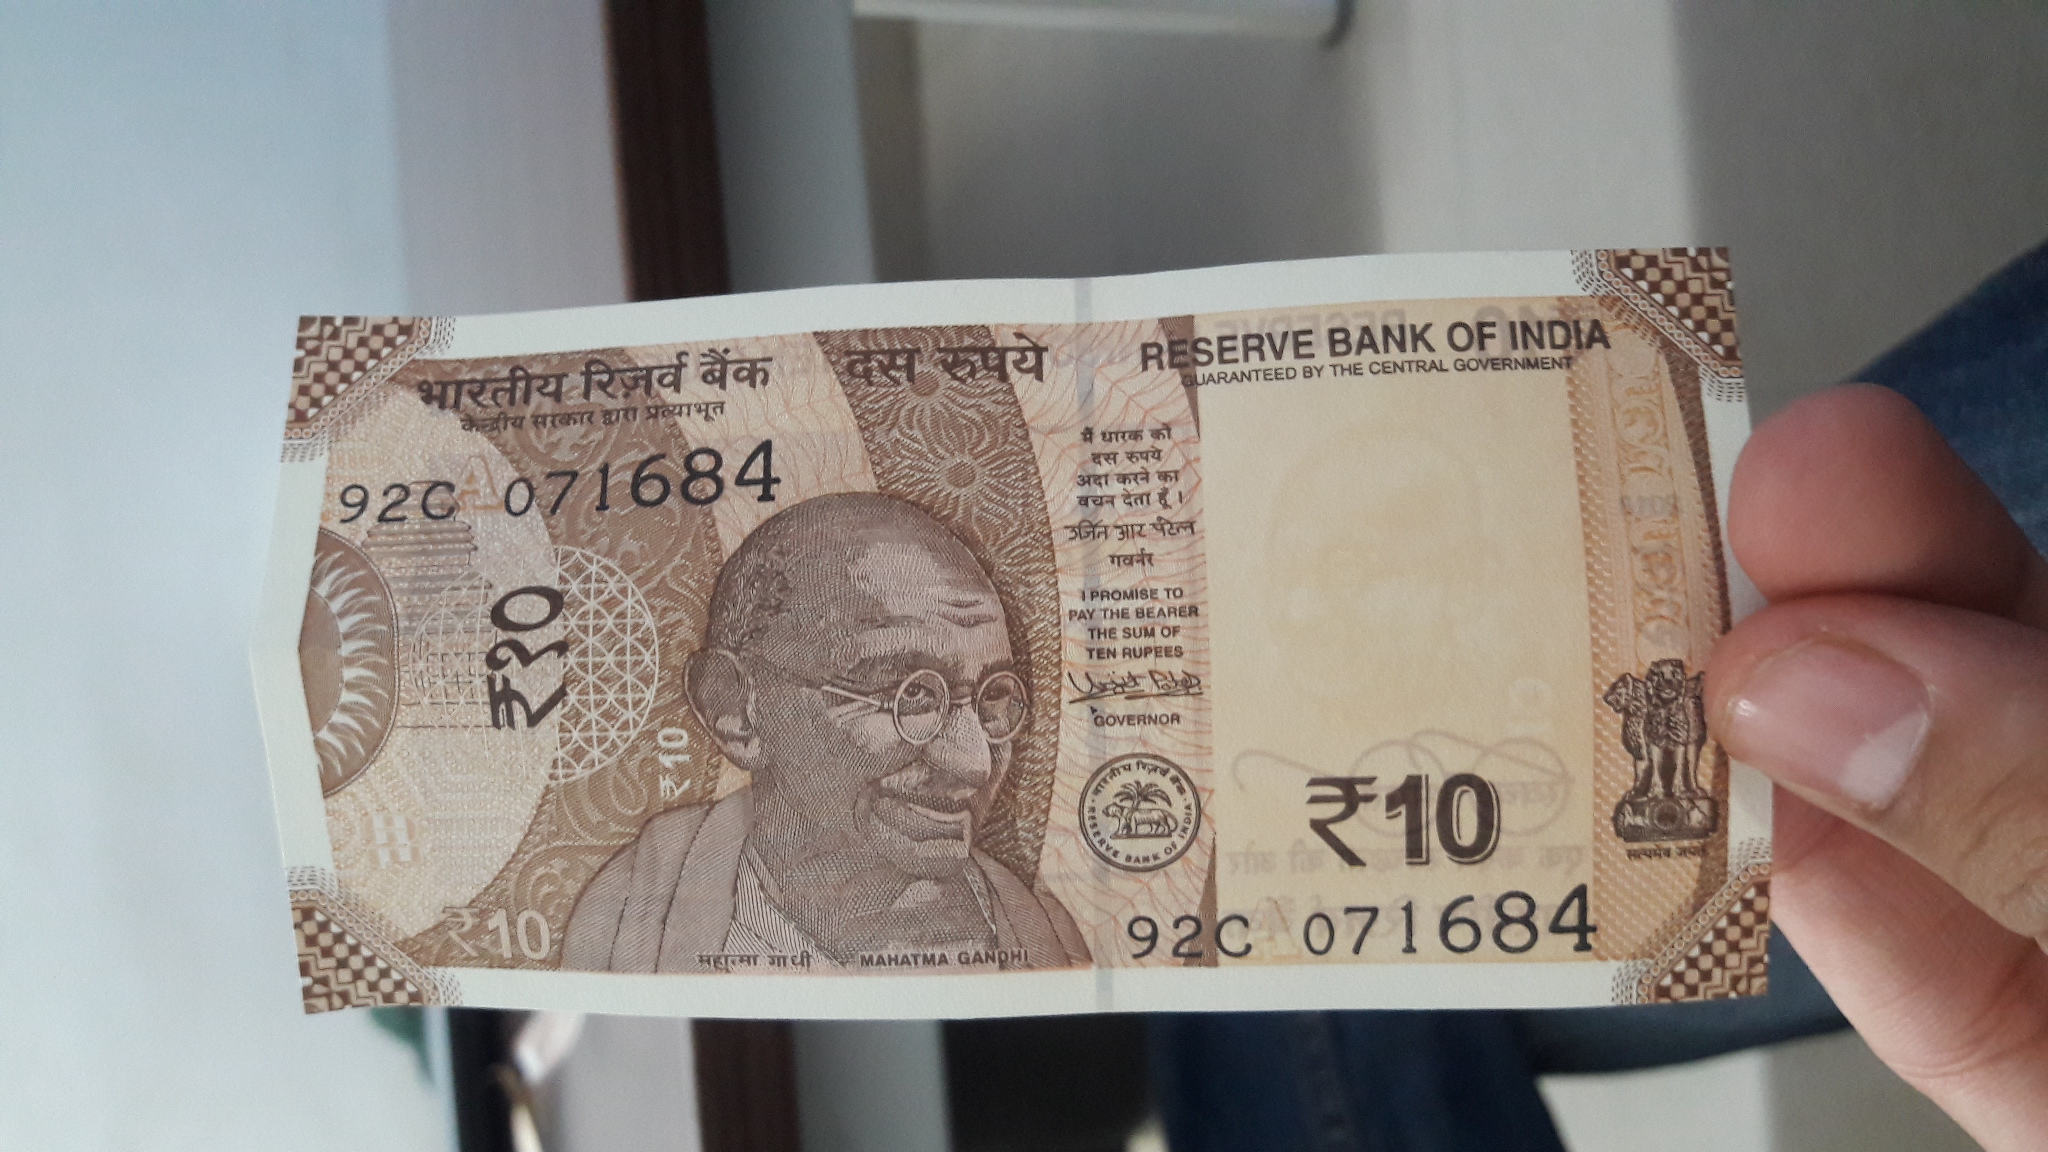 भारतीय रिज़र्व बैंक
केन्द्रीय सरकार द्वारा प्रत्याभूत
दस रुपये
RESERVE BANK OF INDIA
GUARANTEED BY THE CENTRAL GOVERNMENT
92C A 071684
₹१०
₹10
₹10
मैं धारक को
दस रुपये
अदा करने का
वचन देता हूँ ।
उर्जित आर पटेल
गवर्नर
I PROMISE TO
PAY THE BEARER
THE SUM OF
TEN RUPEES
GOVERNOR
RESERVE BANK OF INDIA
महात्मा गांधी
MAHATMA GANDHI
₹10
92C A 071684
सत्यमेव जयते